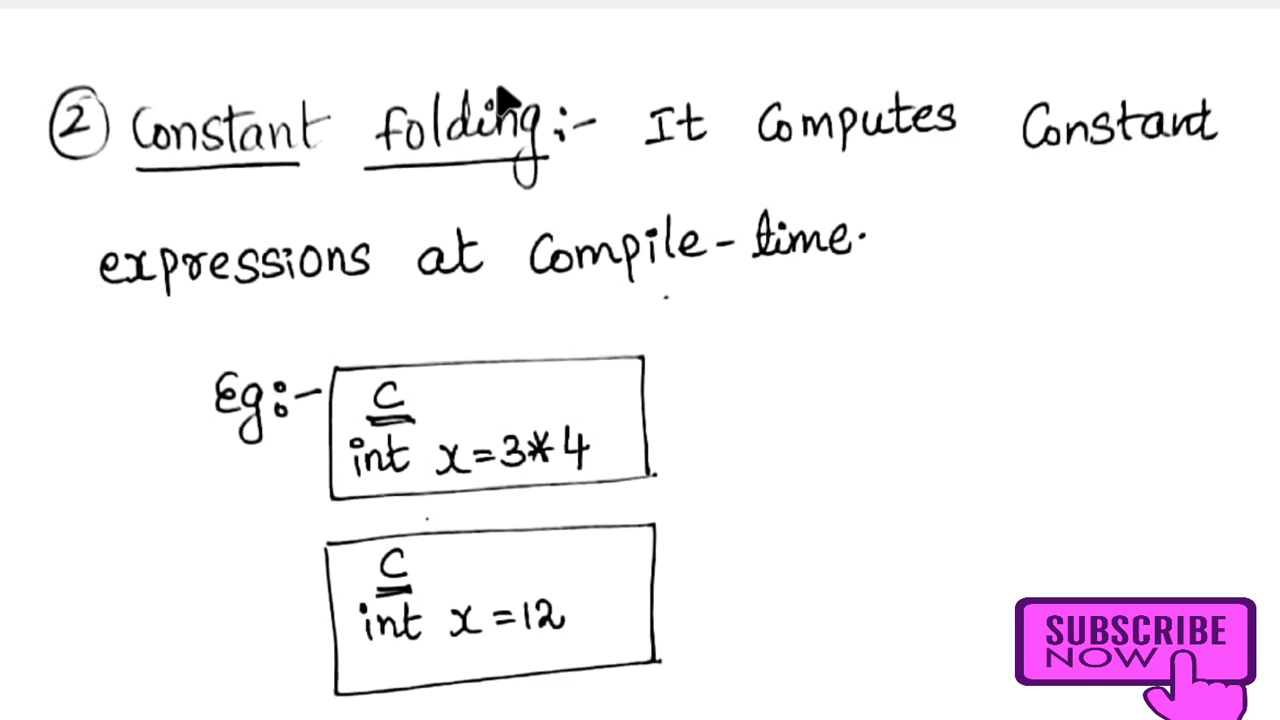 ② Constant folding:- It Computes Constant
expressions at Compile-time.
Eg:-
C
int x=3*4
C
int x=12
SUBSCRIBE
NOW